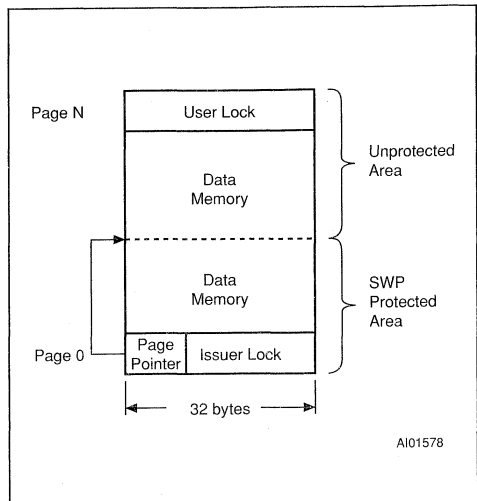 Page N
User Lock
Unprotected
Area
Data
Memory
Data
Memory
SWP
Protected
Area
Page 0
Page
Pointer
Issuer Lock
32 bytes
AI01578